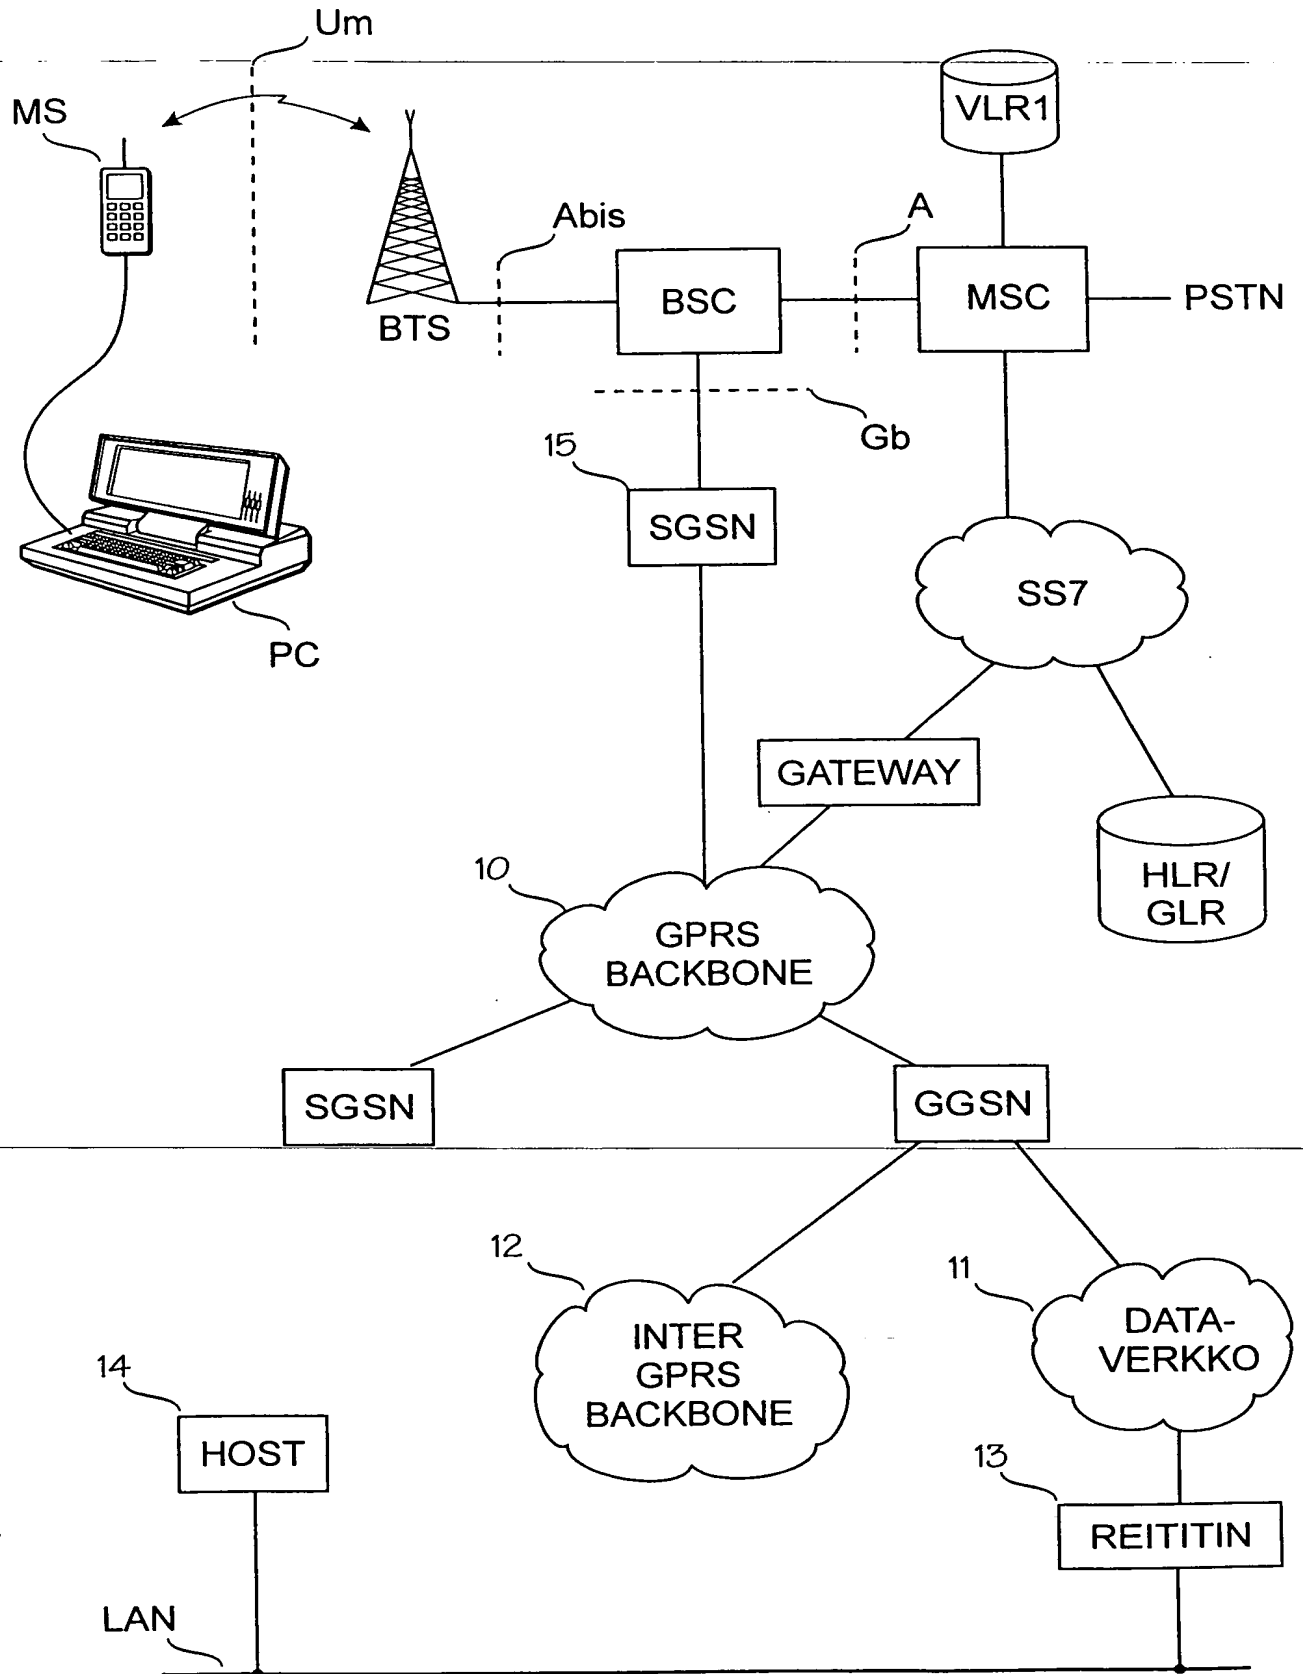 Um
MS
VLR1
Abis
A
BTS
BSC
MSC
PSTN
Gb
15
SGSN
SS7
PC
GATEWAY
10
HLR/
GLR
GPRS
BACKBONE
SGSN
GGSN
12
11
INTER
GPRS
BACKBONE
DATA-
VERKKO
14
HOST
13
REITITIN
LAN